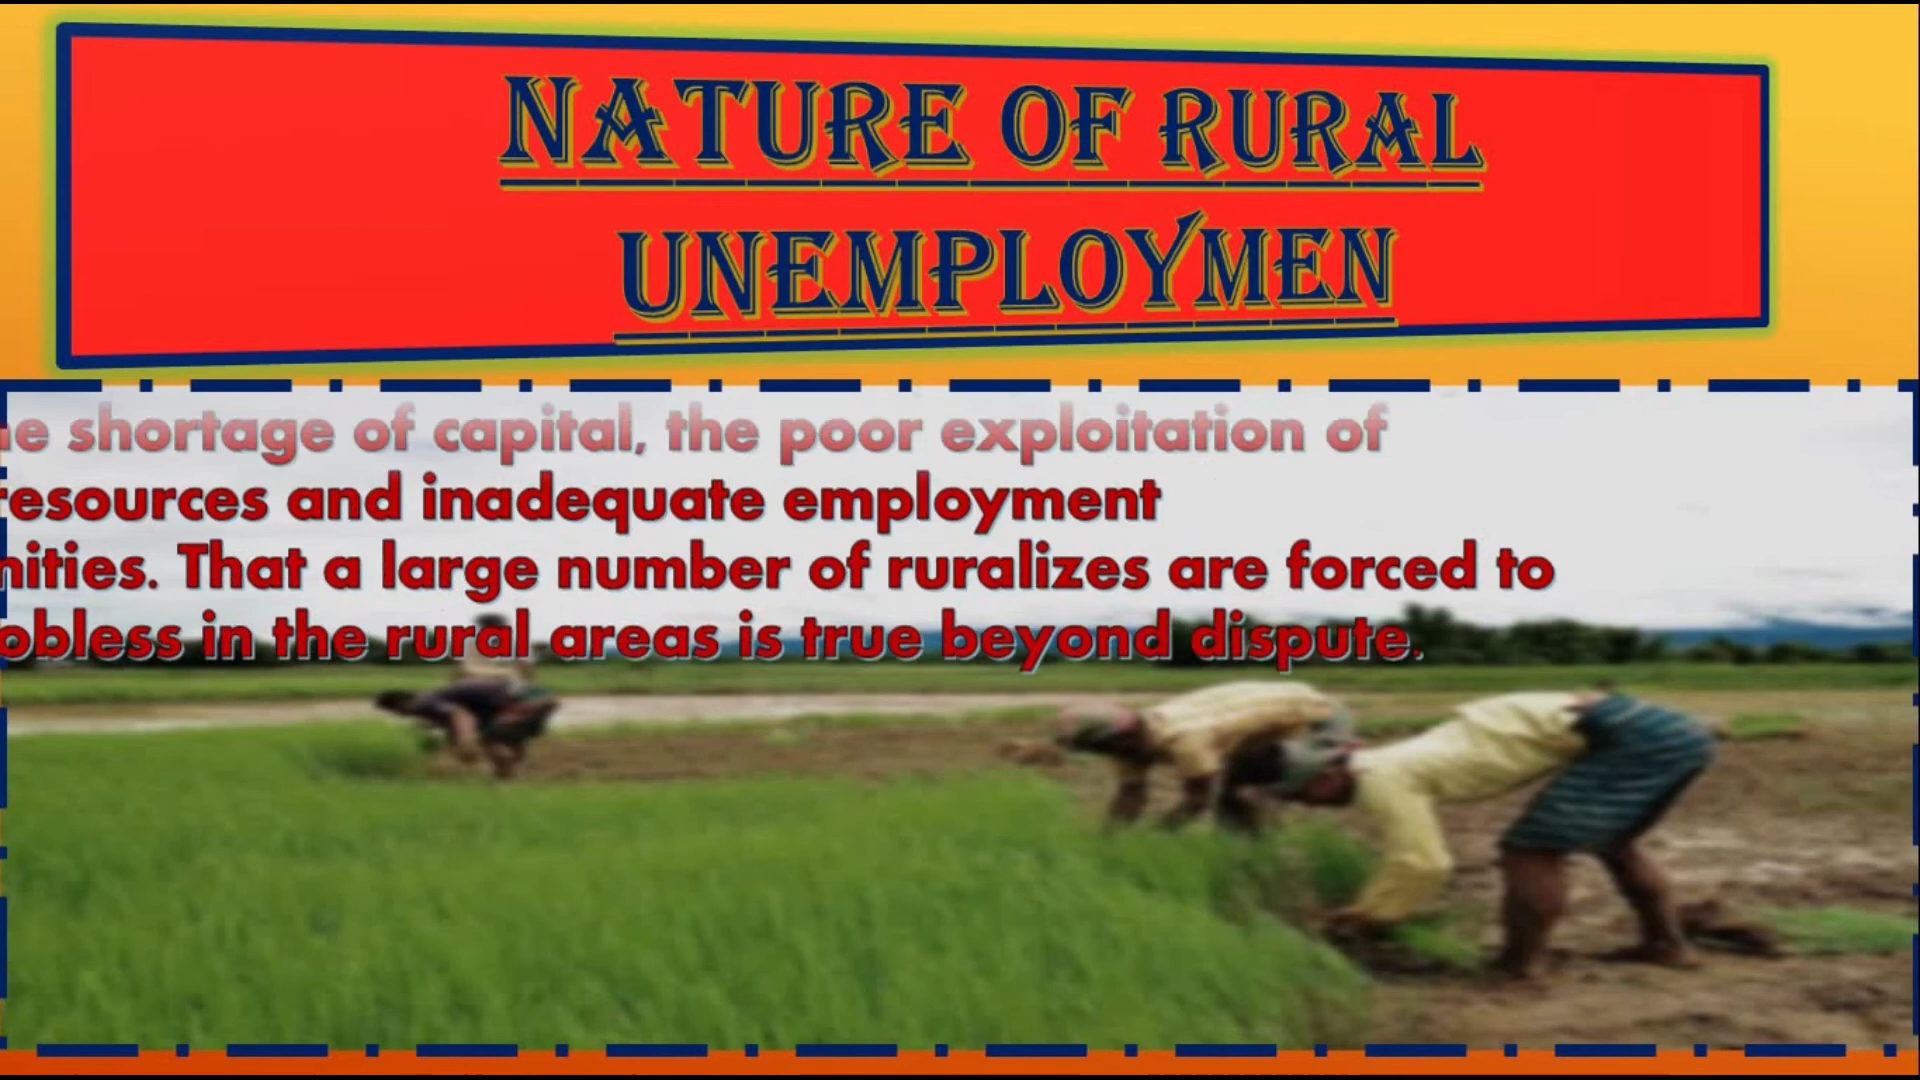 NATURE OF RURAL
UNEMPLOYMEN
shortage of capital, the poor exploitation of
resources and inadequate employment
nities. That a large number of ruralizes are forced to
obless in the rural areas is true beyond dispute.